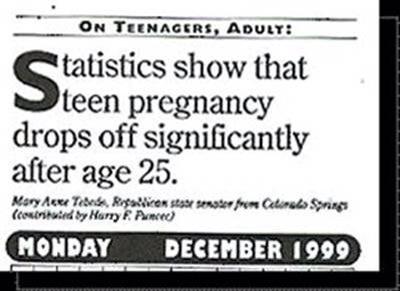 ON TEENAGERS, ADULT:
Statistics show that
teen pregnancy
drops off significantly
after age 25.
Mary Anne Tebedo, Republican state senator from Colorado Springs
(contributed by Harry F. Puncec)
MONDAY DECEMBER 1999